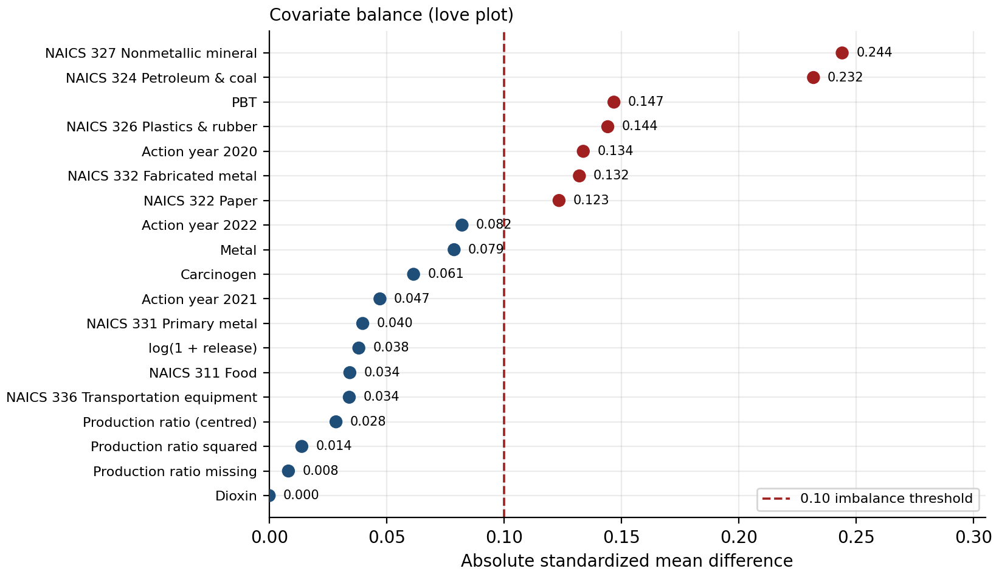 Covariate balance (love plot)
NAICS 327 Nonmetallic mineral 0.244
NAICS 324 Petroleum & coal 0.232
PBT 0.147
NAICS 326 Plastics & rubber 0.144
Action year 2020 0.134
NAICS 332 Fabricated metal 0.132
NAICS 322 Paper 0.123
Action year 2022 0.082
Metal 0.079
Carcinogen 0.061
Action year 2021 0.047
NAICS 331 Primary metal 0.040
log(1 + release) 0.038
NAICS 311 Food 0.034
NAICS 336 Transportation equipment 0.034
Production ratio (centred) 0.028
Production ratio squared 0.014
Production ratio missing 0.008
Dioxin 0.000
0.10 imbalance threshold
0.00 0.05 0.10 0.15 0.20 0.25 0.30
Absolute standardized mean difference